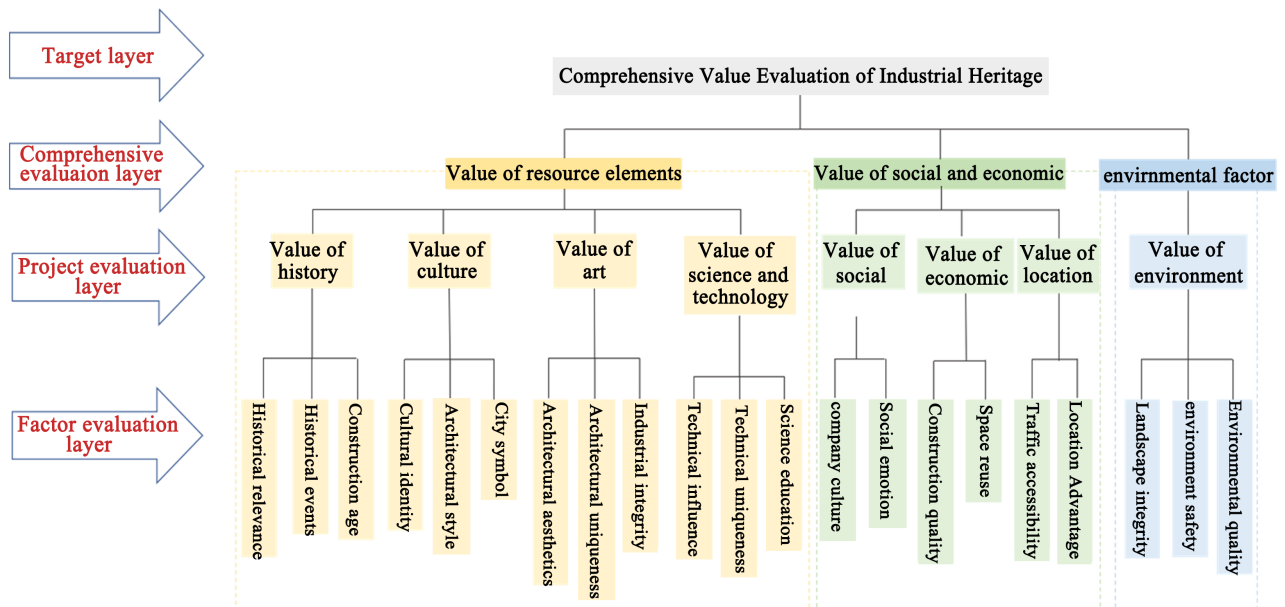 Target layer
Comprehensive Value Evaluation of Industrial Heritage
Comprehensive
evaluaion layer
Value of resource elements
Value of social and economic
envirnmental factor
Project evaluation
layer
Value of
history
Value of
culture
Value of
art
Value of
science and
technology
Value of
social
Value of
economic
Value of
location
Value of
environment
Factor evaluation
layer
Historical relevance
Historical events
Construction age
Cultural identity
Architectural style
City symbol
Architectural aesthetics
Architectural uniqueness
Industrial integrity
Technical influence
Technical uniqueness
Science education
company culture
Social emotion
Construction quality
Space reuse
Traffic accessibility
Location Advantage
Landscape integrity
environment safety
Environmental quality